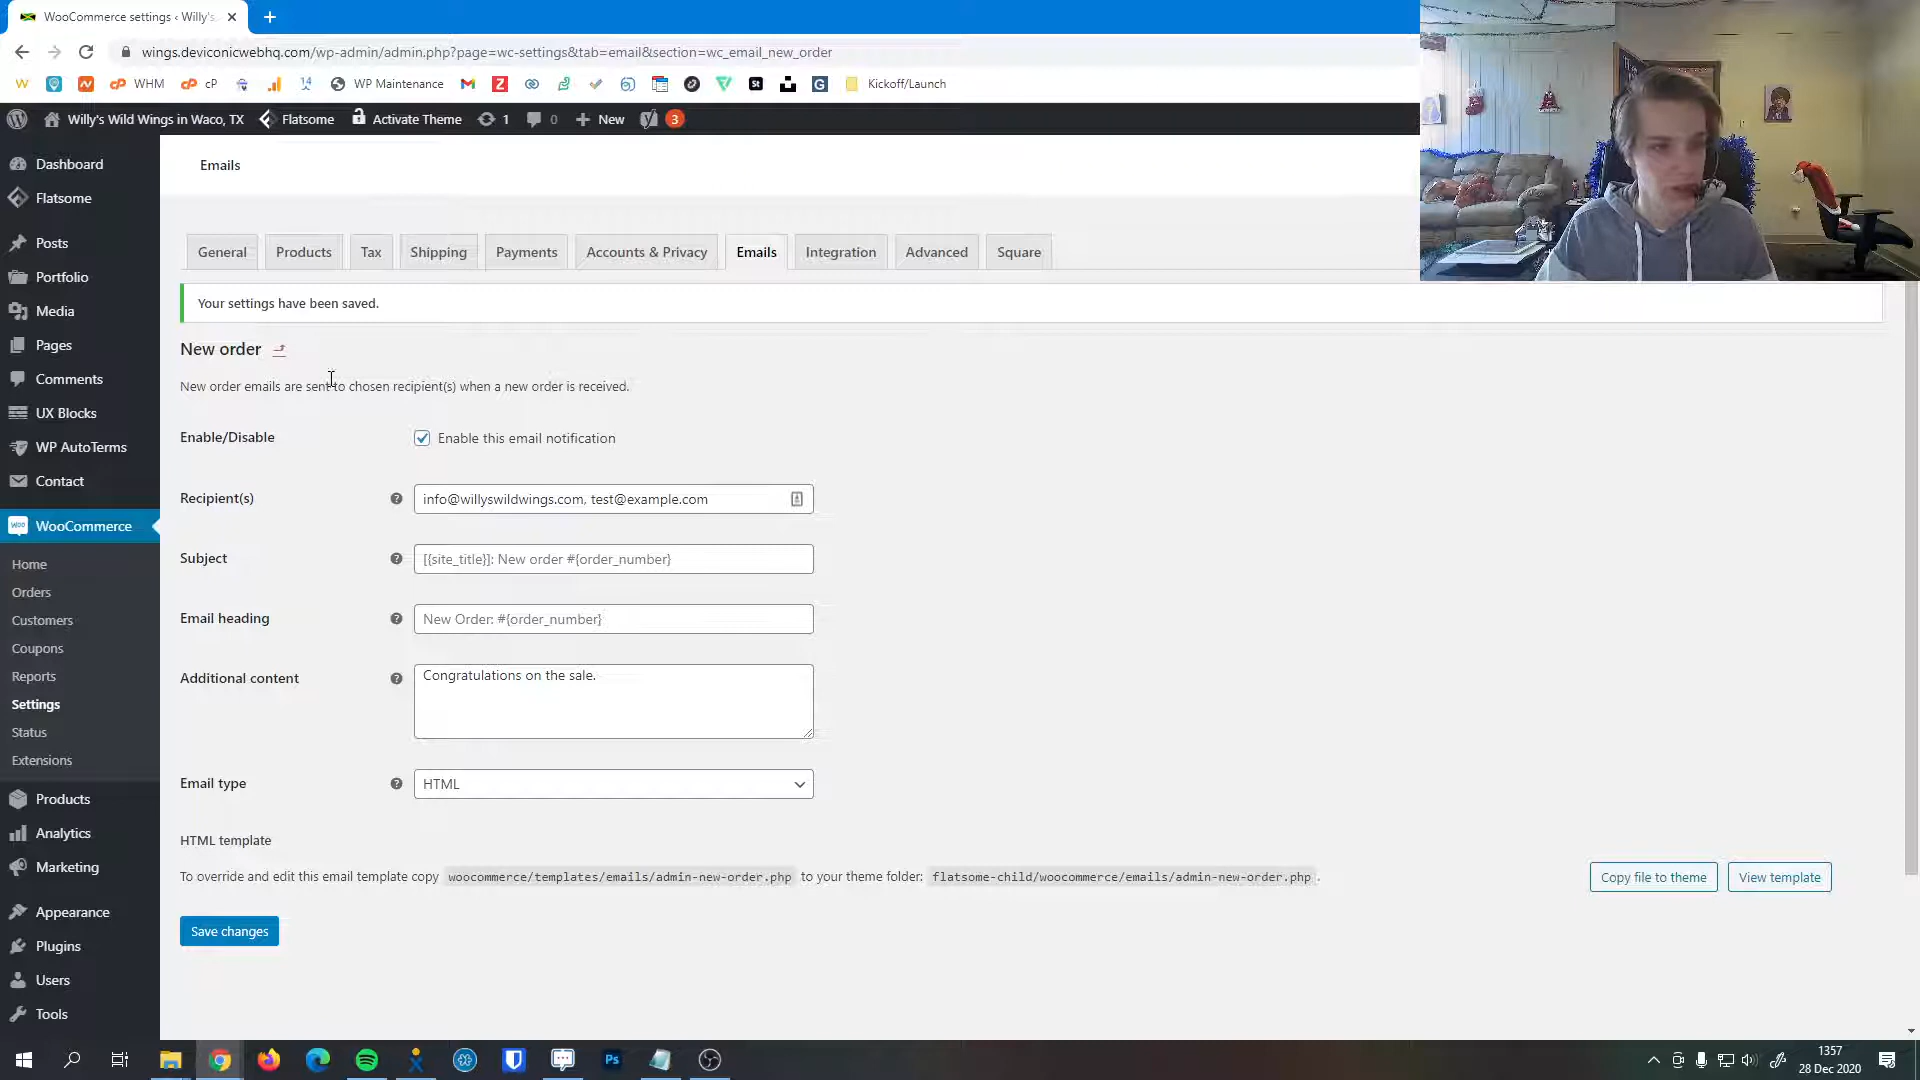 WooCommerce settings ‹ Willy's
wings.deviconicwebhq.com/wp-admin/admin.php?page=wc-settings&tab=email&section=wc_email_new_order
WHM
cP
WP Maintenance
Kickoff/Launch
Willy's Wild Wings in Waco, TX
Flatsome
Activate Theme
1
0
New
3
Dashboard
Flatsome
Posts
Portfolio
Media
Pages
Comments
UX Blocks
WP AutoTerms
Contact
WooCommerce
Home
Orders
Customers
Coupons
Reports
Settings
Status
Extensions
Products
Analytics
Marketing
Appearance
Plugins
Users
Tools
Emails
General
Products
Tax
Shipping
Payments
Accounts & Privacy
Emails
Integration
Advanced
Square
Your settings have been saved.
New order
New order emails are sent to chosen recipient(s) when a new order is received.
Enable/Disable
Enable this email notification
Recipient(s)
info@willyswildwings.com, test@example.com
Subject
[{site_title}]: New order #{order_number}
Email heading
New Order: #{order_number}
Additional content
Congratulations on the sale.
Email type
HTML
HTML template
To override and edit this email template copy woocommerce/templates/emails/admin-new-order.php to your theme folder: flatsome-child/woocommerce/emails/admin-new-order.php .
Copy file to theme
View template
Save changes
Ps
1357
28 Dec 2020